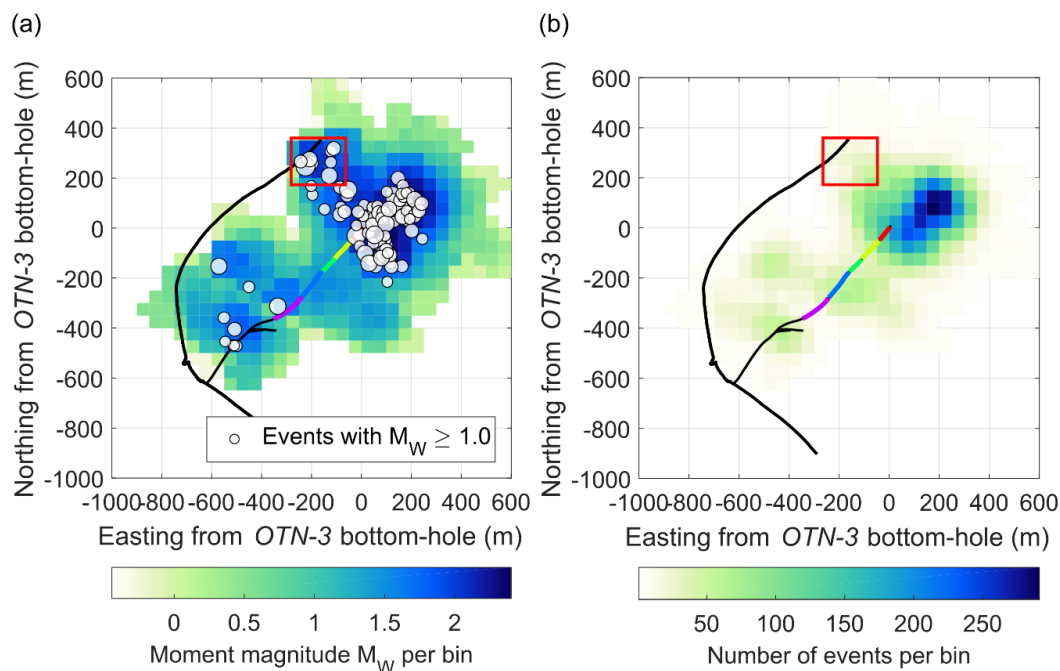 (a)
(b)
600
400
200
0
-200
-400
-600
-800
-1000
Northing from OTN-3 bottom-hole (m)
○ Events with M_W ≥ 1.0
-1000 -800 -600 -400 -200 0 200 400 600
Easting from OTN-3 bottom-hole (m)
0 0.5 1 1.5 2
Moment magnitude M_W per bin
600
400
200
0
-200
-400
-600
-800
-1000
Northing from OTN-3 bottom-hole (m)
-1000 -800 -600 -400 -200 0 200 400 600
Easting from OTN-3 bottom-hole (m)
50 100 150 200 250
Number of events per bin